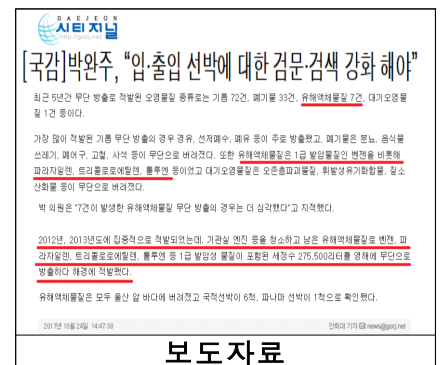 DAEJEON
시티저널
http://gocj.net
[국감]박완주, “입·출입 선박에 대한 검문·검색 강화 해야”
최근 5년간 무단 방출로 적발된 오염물질 종류로는 기름 72건, 폐기물 33건, 유해액체물질 7건, 대기오염물
질 1건 등이다.
가장 많이 적발된 기름 무단 방출의 경우 경유, 선저폐수, 폐유 등이 주로 방출됐고, 폐기물은 분뇨, 음식물
쓰레기, 폐어구, 고철, 사석 등이 무단으로 버려졌다. 또한 유해액체물질은 1급 발암물질인 벤젠을 비롯해
파라자일렌, 트리콜로로에틸렌, 톨루엔 등이었고 대기오염물질은 오존층파괴물질, 휘발성유기화합물, 질소
산화물 등이 무단으로 버려졌다.
박 의원은 "7건이 발생한 유해액체물질 무단 방출의 경우는 더 심각했다"고 지적했다.
2012년, 2013년도에 집중적으로 적발되었는데, 기관실 엔진 등을 청소하고 남은 유해액체물질로 벤젠, 파
라자일렌, 트리콜로로에틸렌, 톨루엔 등 1급 발암성 물질이 포함된 세정수 275,500리터를 영해에 무단으로
방출하다 해경에 적발됐다.
유해액체물질은 모두 울산 앞 바다에 버려졌고 국적선박이 6척, 파나마 선박이 1척으로 확인됐다.
2017년 10월 24일 14:47:38
안희대 기자 news@gocj.net
보도자료